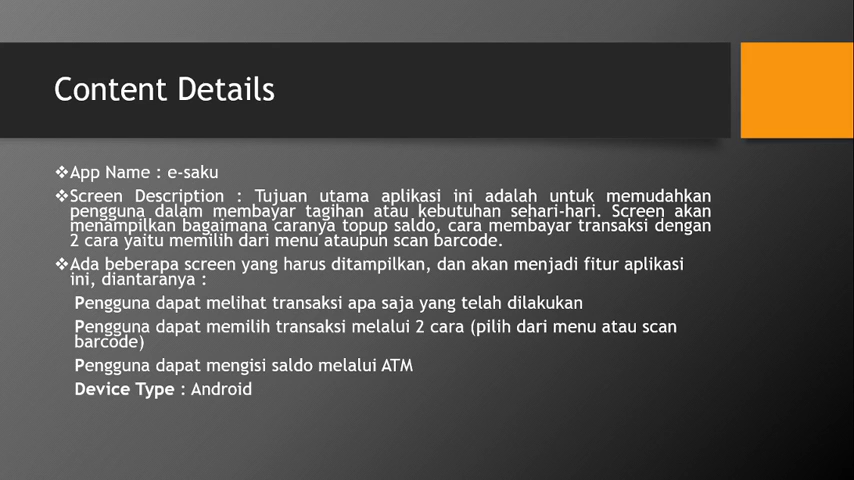 Content Details
❖App Name : e-saku
❖Screen Description : Tujuan utama aplikasi ini adalah untuk memudahkan
pengguna dalam membayar tagihan atau kebutuhan sehari-hari. Screen akan
menampilkan bagaimana caranya topup saldo, cara membayar transaksi dengan
2 cara yaitu memilih dari menu ataupun scan barcode.
❖Ada beberapa screen yang harus ditampilkan, dan akan menjadi fitur aplikasi
ini, diantaranya :
Pengguna dapat melihat transaksi apa saja yang telah dilakukan
Pengguna dapat memilih transaksi melalui 2 cara (pilih dari menu atau scan
barcode)
Pengguna dapat mengisi saldo melalui ATM
Device Type : Android